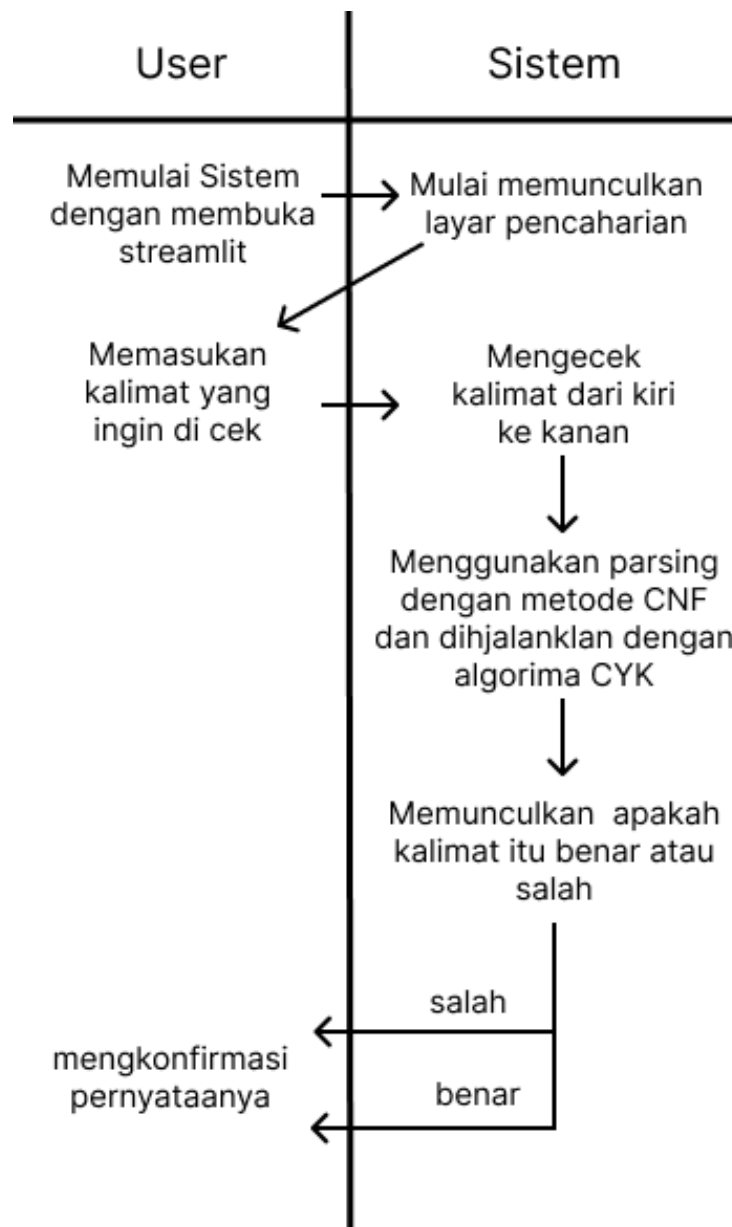 User
Sistem
Memulai Sistem
dengan membuka
streamlit
Mulai memunculkan
layar pencaharian
Memasukan
kalimat yang
ingin di cek
Mengecek
kalimat dari kiri
ke kanan
Menggunakan parsing
dengan metode CNF
dan dihjalanklan dengan
algorima CYK
Memunculkan apakah
kalimat itu benar atau
salah
salah
benar
mengkonfirmasi
pernyataanya